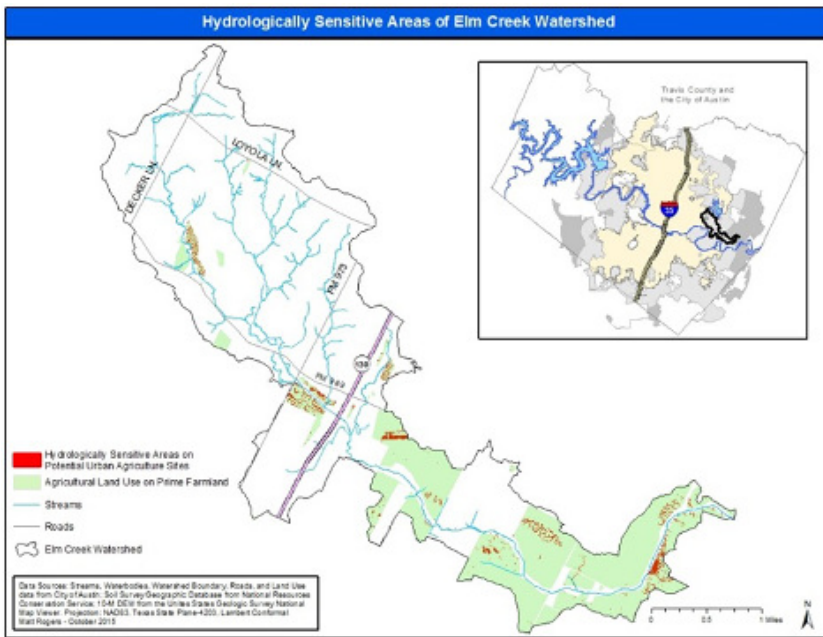 Hydrologically Sensitive Areas of Elm Creek Watershed
Travis County and
the City of Austin
35
LOYOLA LN.
DECKER LN.
FM 973
130
FM 969
Hydrologically Sensitive Areas on
Potential Urban Agriculture Sites
Agricultural Land Use on Prime Farmland
Streams
Roads
Elm Creek Watershed
Data Sources: Streams, Waterbodies, Watershed Boundary, Roads, and Land Use
data from City of Austin; Soil Survey Geographic Database from National Resources
Conservation Service; 10-M DEM from the United States Geologic Survey National
Map Viewer. Projection: NAD83, Texas State Plane-4203, Lambert Conformal
Matt Rogers - October 2015
0 0.5 1 Miles
N